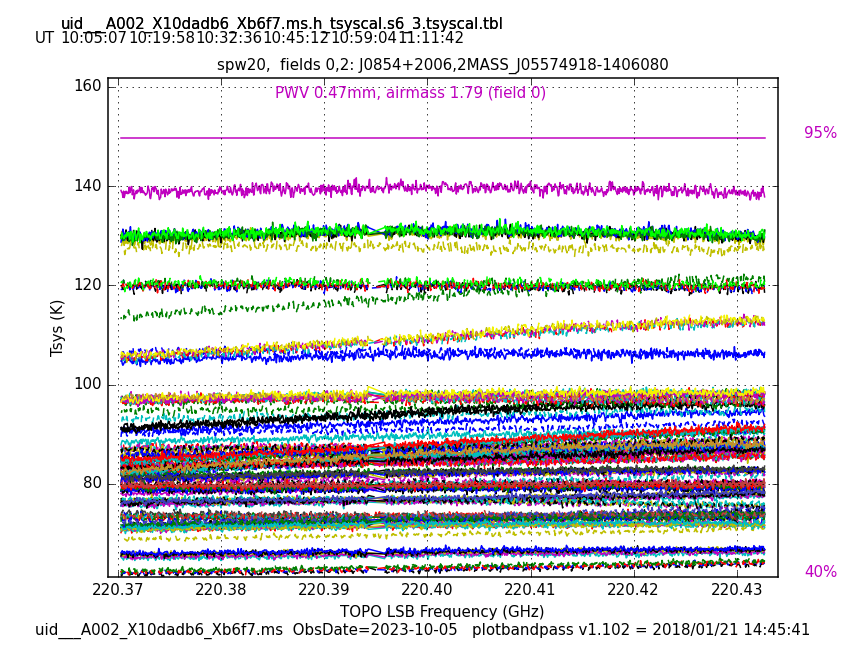 uid___A002_X10dadb6_Xb6f7.ms.h_tsyscal.s6_3.tsyscal.tbl
UT 10:05:07 10:19:58 10:32:36 10:45:12 10:59:04 11:11:42
spw20, fields 0,2: J0854+2006,2MASS_J05574918-1406080
PWV 0.47mm, airmass 1.79 (field 0)
160
95%
140
120
Tsys (K)
100
80
40%
220.37 220.38 220.39 220.40 220.41 220.42 220.43
TOPO LSB Frequency (GHz)
uid___A002_X10dadb6_Xb6f7.ms ObsDate=2023-10-05 plotbandpass v1.102 = 2018/01/21 14:45:41